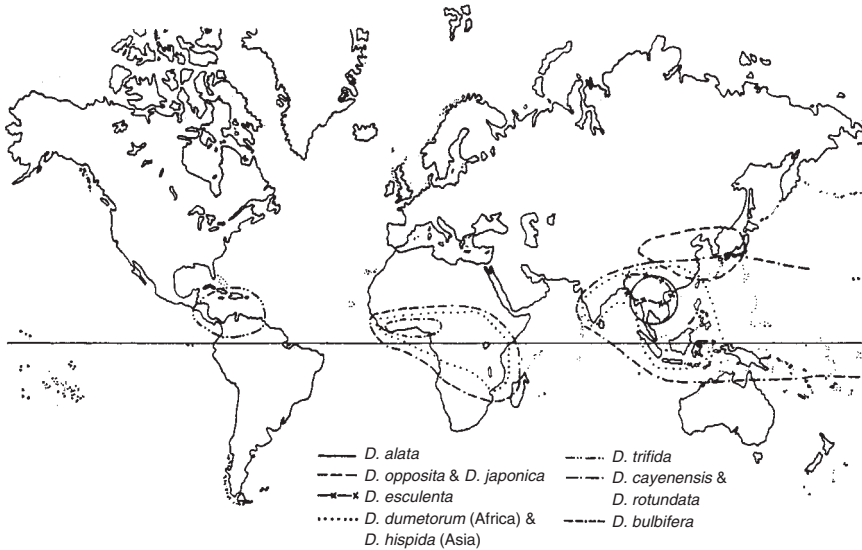 D. alata
D. opposita & D. japonica
D. esculenta
D. dumetorum (Africa) &
D. hispida (Asia)
D. trifida
D. cayenensis &
D. rotundata
D. bulbifera